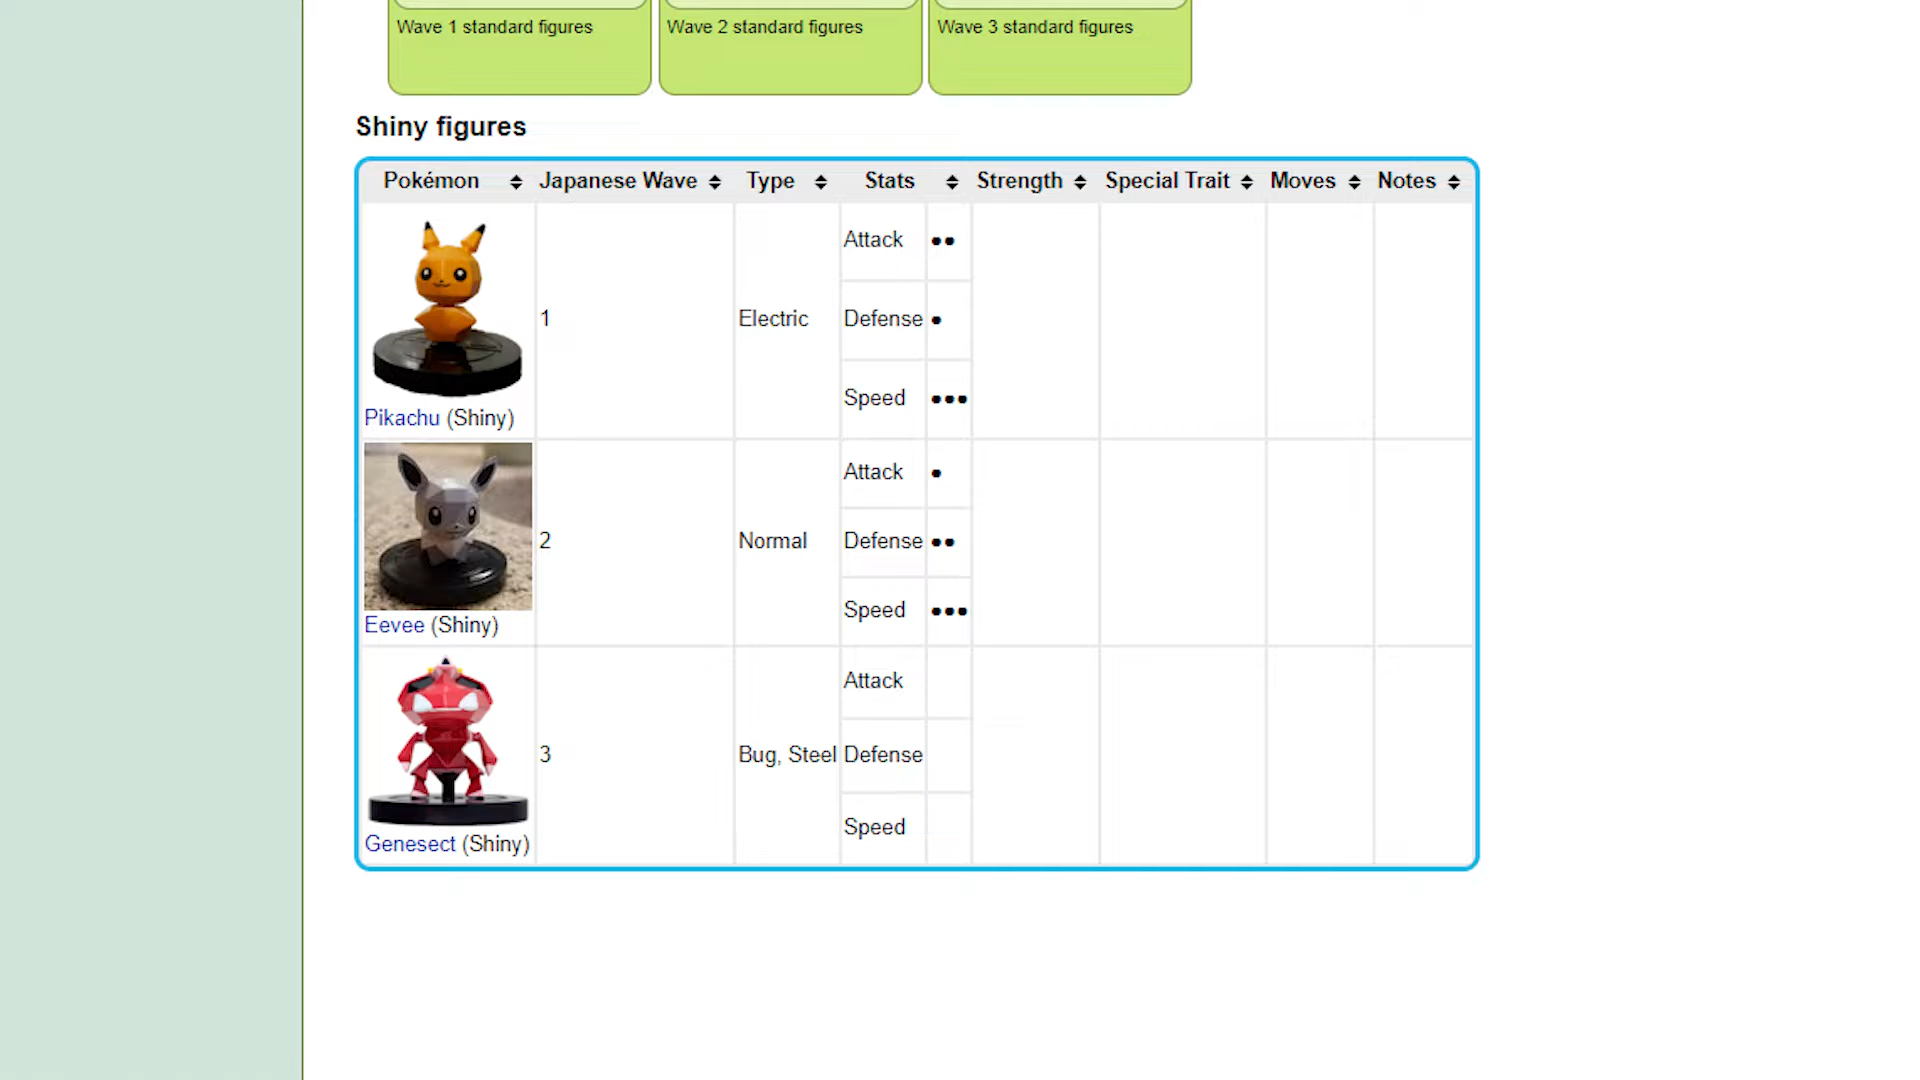 Wave 1 standard figures Wave 2 standard figures Wave 3 standard figures
Shiny figures
Pokémon Japanese Wave Type Stats Strength Special Trait Moves Notes
Attack ••
1 Electric Defense •
Speed •••
Pikachu (Shiny)
Attack •
2 Normal Defense ••
Speed •••
Eevee (Shiny)
Attack
3 Bug, Steel Defense
Speed
Genesect (Shiny)